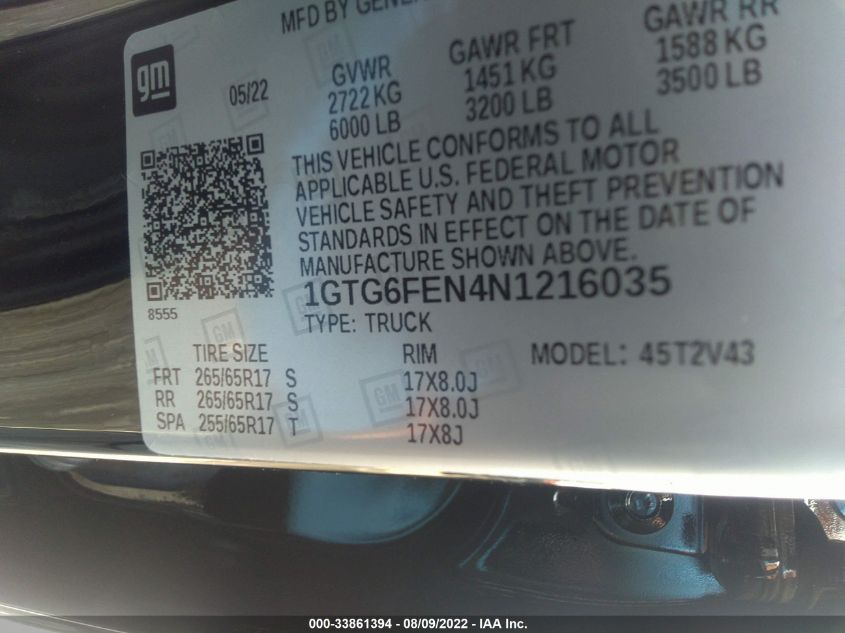 MFD BY GENE
gm
05/22
GVWR
2722 KG
6000 LB
GAWR FRT
1451 KG
3200 LB
GAWR RR
1588 KG
3500 LB
THIS VEHICLE CONFORMS TO ALL
APPLICABLE U.S. FEDERAL MOTOR
VEHICLE SAFETY AND THEFT PREVENTION
STANDARDS IN EFFECT ON THE DATE OF
MANUFACTURE SHOWN ABOVE.
1GTG6FEN4N1216035
8555
TYPE: TRUCK
TIRE SIZE RIM MODEL: 45T2V43
FRT 265/65R17 S 17X8.0J
RR 265/65R17 S 17X8.0J
SPA 255/65R17 T 17X8J
000-33861394 - 08/09/2022 - IAA Inc.